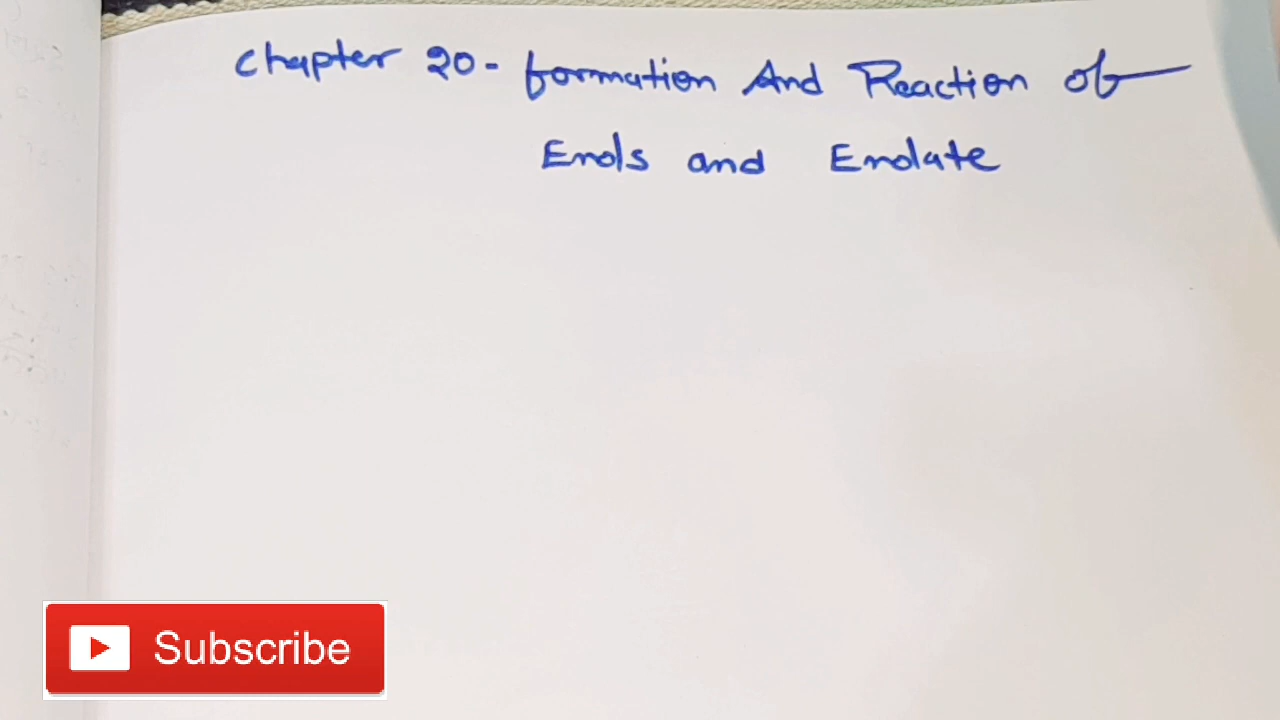 Chapter 20 - formation And Reaction of
Enols and Enolate
Subscribe